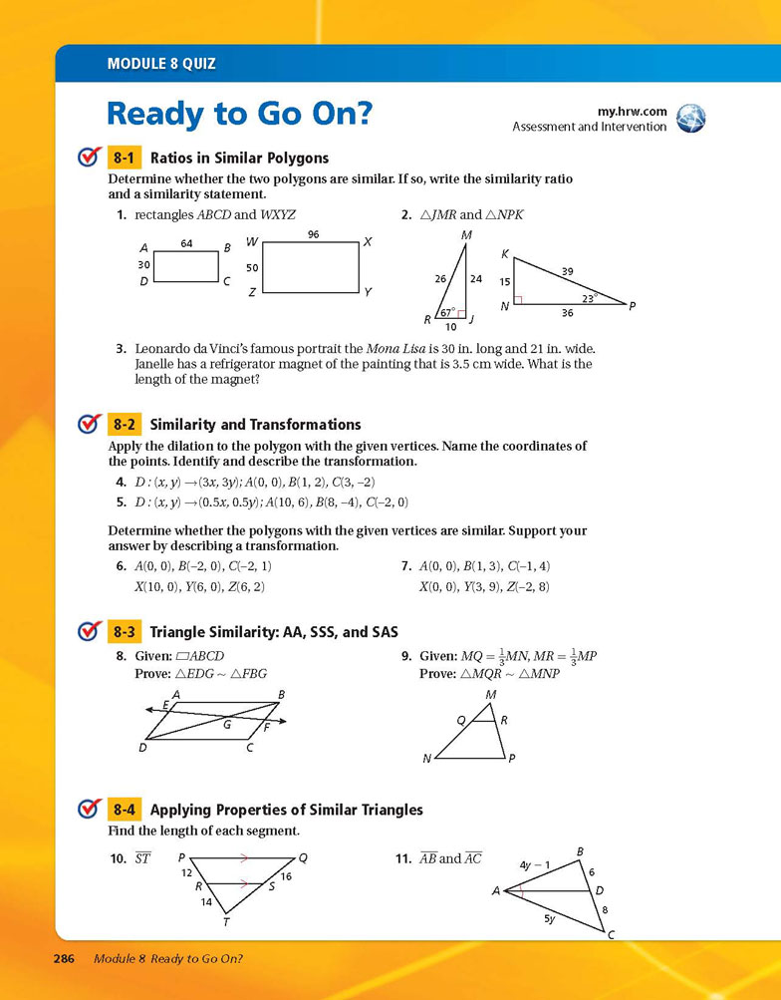 MODULE 8 QUIZ
Ready to Go On?
my.hrw.com
Assessment and Intervention
8-1 Ratios in Similar Polygons
Determine whether the two polygons are similar. If so, write the similarity ratio
and a similarity statement.
1. rectangles ABCD and WXYZ
A 64 B
30
D C
W 96 X
50
Z Y
2. △JMR and △NPK
M
26 24
67°
R J
10
K
39
15
23°
N P
36
3. Leonardo da Vinci's famous portrait the Mona Lisa is 30 in. long and 21 in. wide.
Janelle has a refrigerator magnet of the painting that is 3.5 cm wide. What is the
length of the magnet?
8-2 Similarity and Transformations
Apply the dilation to the polygon with the given vertices. Name the coordinates of
the points. Identify and describe the transformation.
4. D : (x, y) →(3x, 3y); A(0, 0), B(1, 2), C(3, –2)
5. D : (x, y) →(0.5x, 0.5y); A(10, 6), B(8, –4), C(–2, 0)
Determine whether the polygons with the given vertices are similar. Support your
answer by describing a transformation.
6. A(0, 0), B(–2, 0), C(–2, 1)
X(10, 0), Y(6, 0), Z(6, 2)
7. A(0, 0), B(1, 3), C(–1, 4)
X(0, 0), Y(3, 9), Z(–2, 8)
8-3 Triangle Similarity: AA, SSS, and SAS
8. Given: ▱ABCD
Prove: △EDG ~ △FBG
A B
E
G F
D C
9. Given: MQ = 1/3 MN, MR = 1/3 MP
Prove: △MQR ~ △MNP
M
Q R
N P
8-4 Applying Properties of Similar Triangles
Find the length of each segment.
10. S̅T̅
P Q
12
16
R S
14
T
11. A̅B̅ and A̅C̅
B
4y − 1
6
A D
8
5y
C
286 Module 8 Ready to Go On?